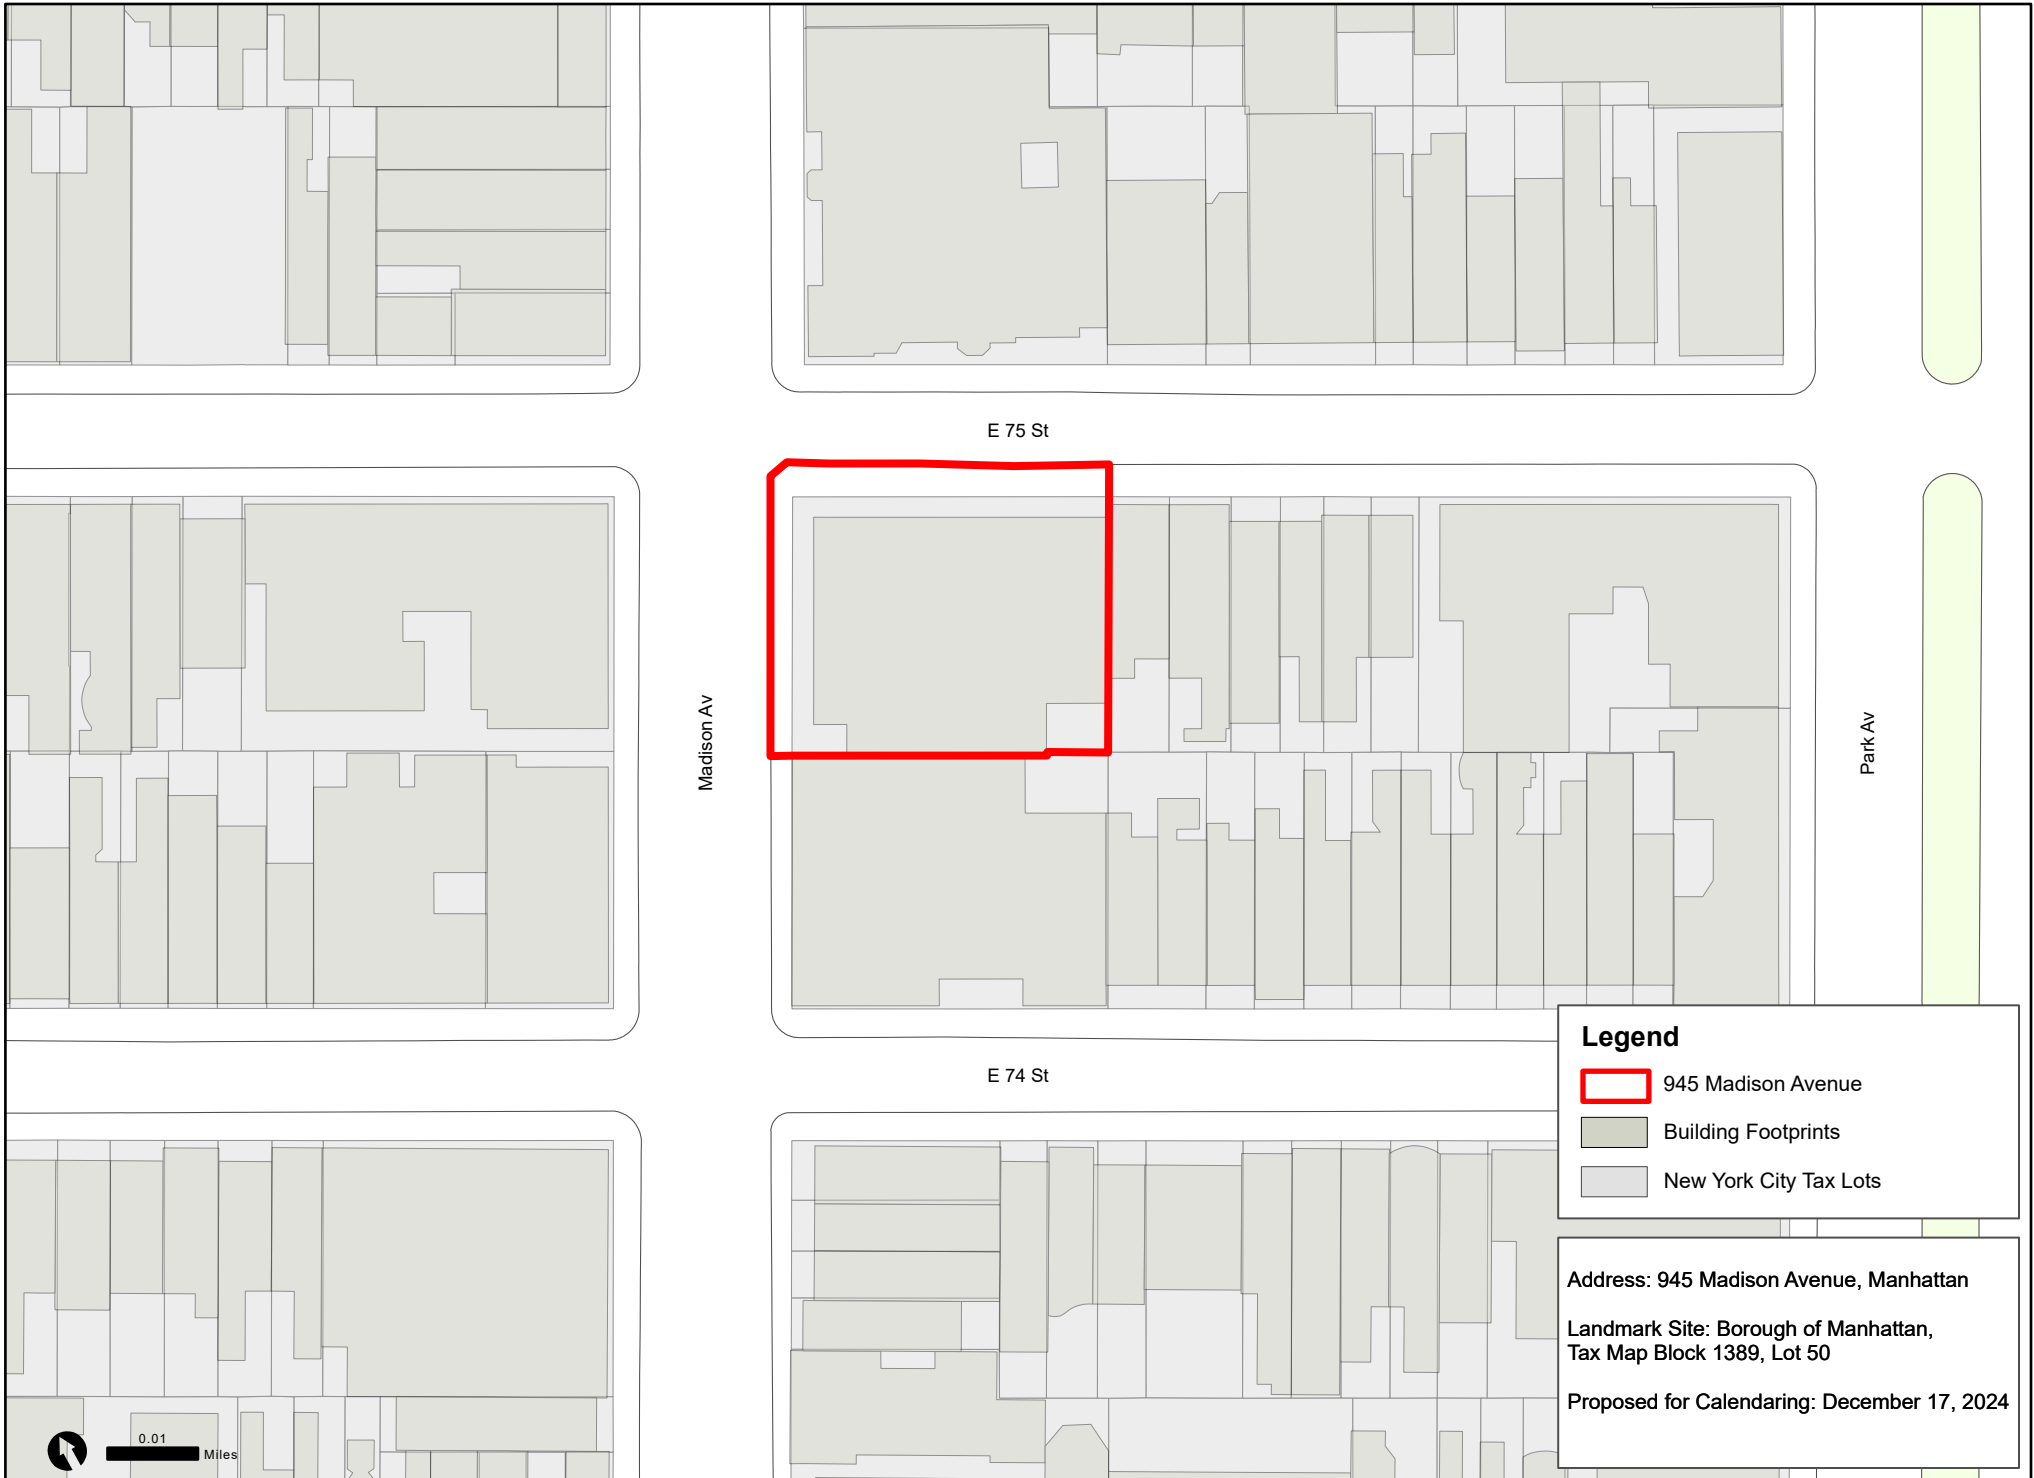 E 75 St
Madison Av
Park Av
E 74 St
Legend
945 Madison Avenue
Building Footprints
New York City Tax Lots
Address: 945 Madison Avenue, Manhattan
Landmark Site: Borough of Manhattan,
Tax Map Block 1389, Lot 50
Proposed for Calendaring: December 17, 2024
0.01
Miles